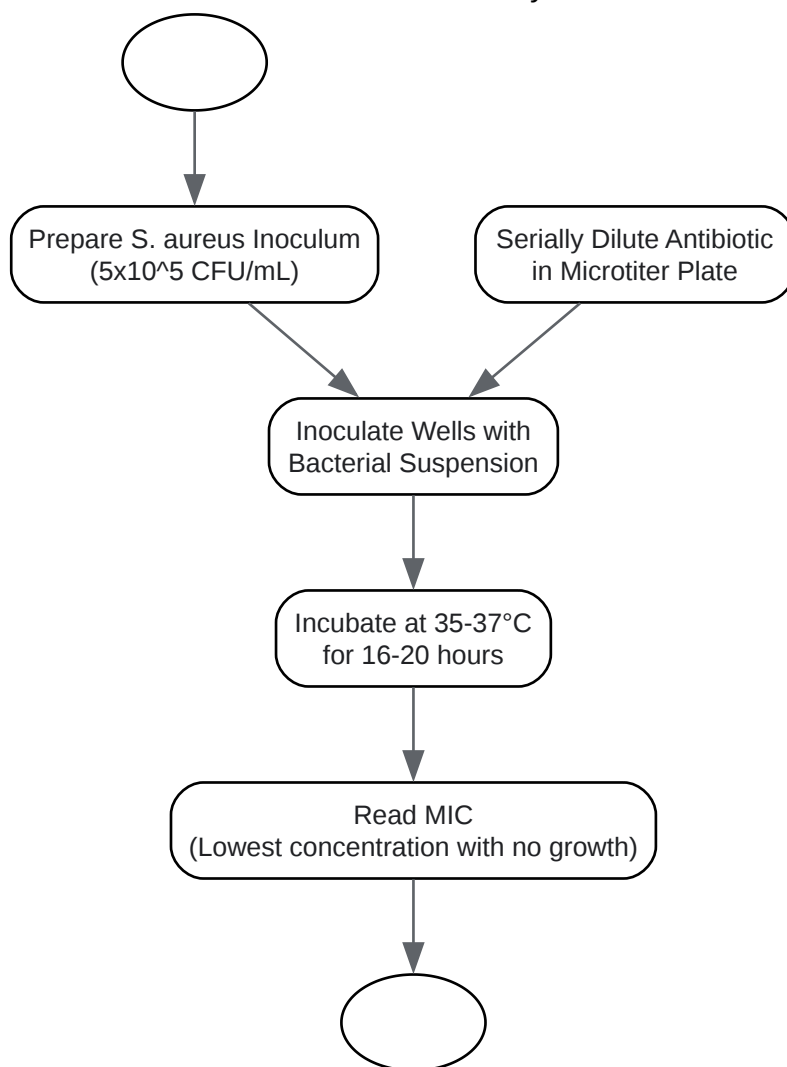 Prepare S. aureus Inoculum
(5x10^5 CFU/mL)
Serially Dilute Antibiotic
in Microtiter Plate
Inoculate Wells with
Bacterial Suspension
Incubate at 35-37°C
for 16-20 hours
Read MIC
(Lowest concentration with no growth)